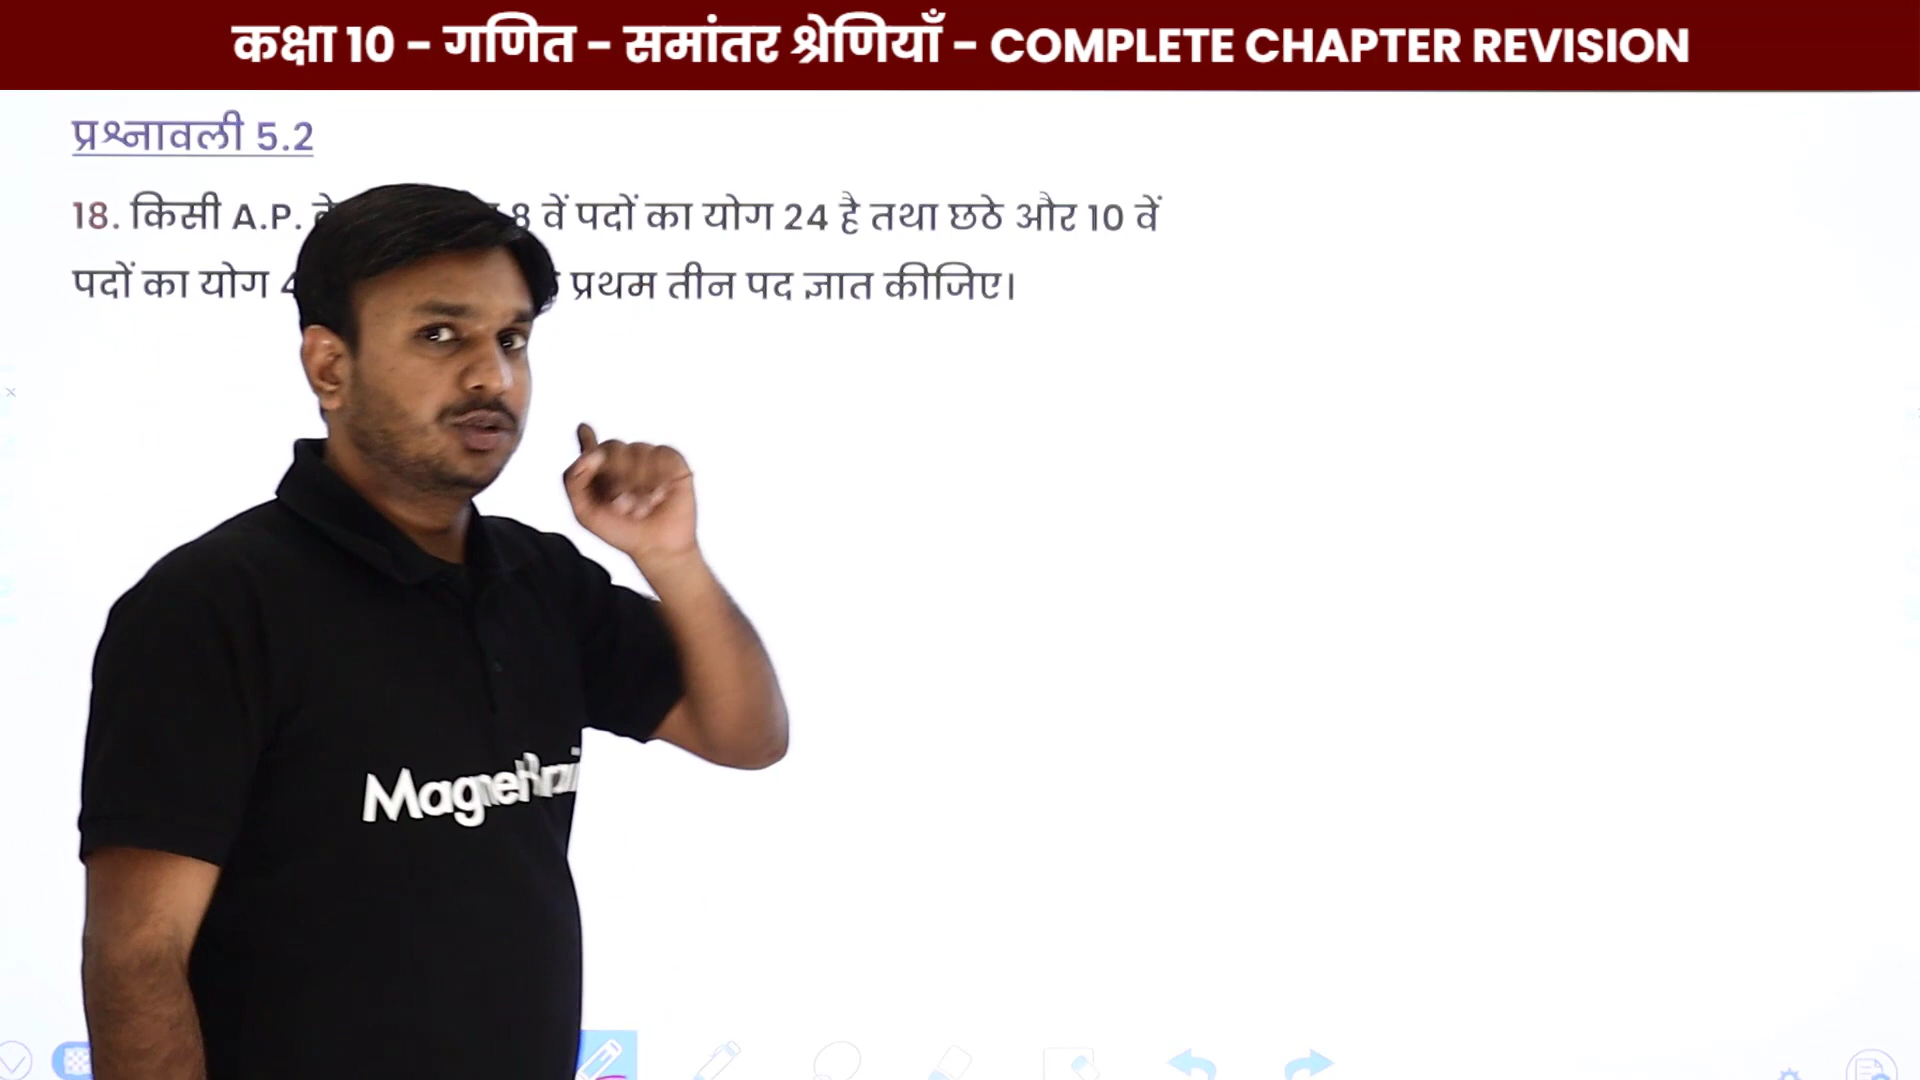 कक्षा 10 – गणित – समांतर श्रेणियाँ – COMPLETE CHAPTER REVISION
प्रश्नावली 5.2
18. किसी A.P. 8 वें पदों का योग 24 है तथा छठे और 10 वें
पदों का योग प्रथम तीन पद ज्ञात कीजिए।